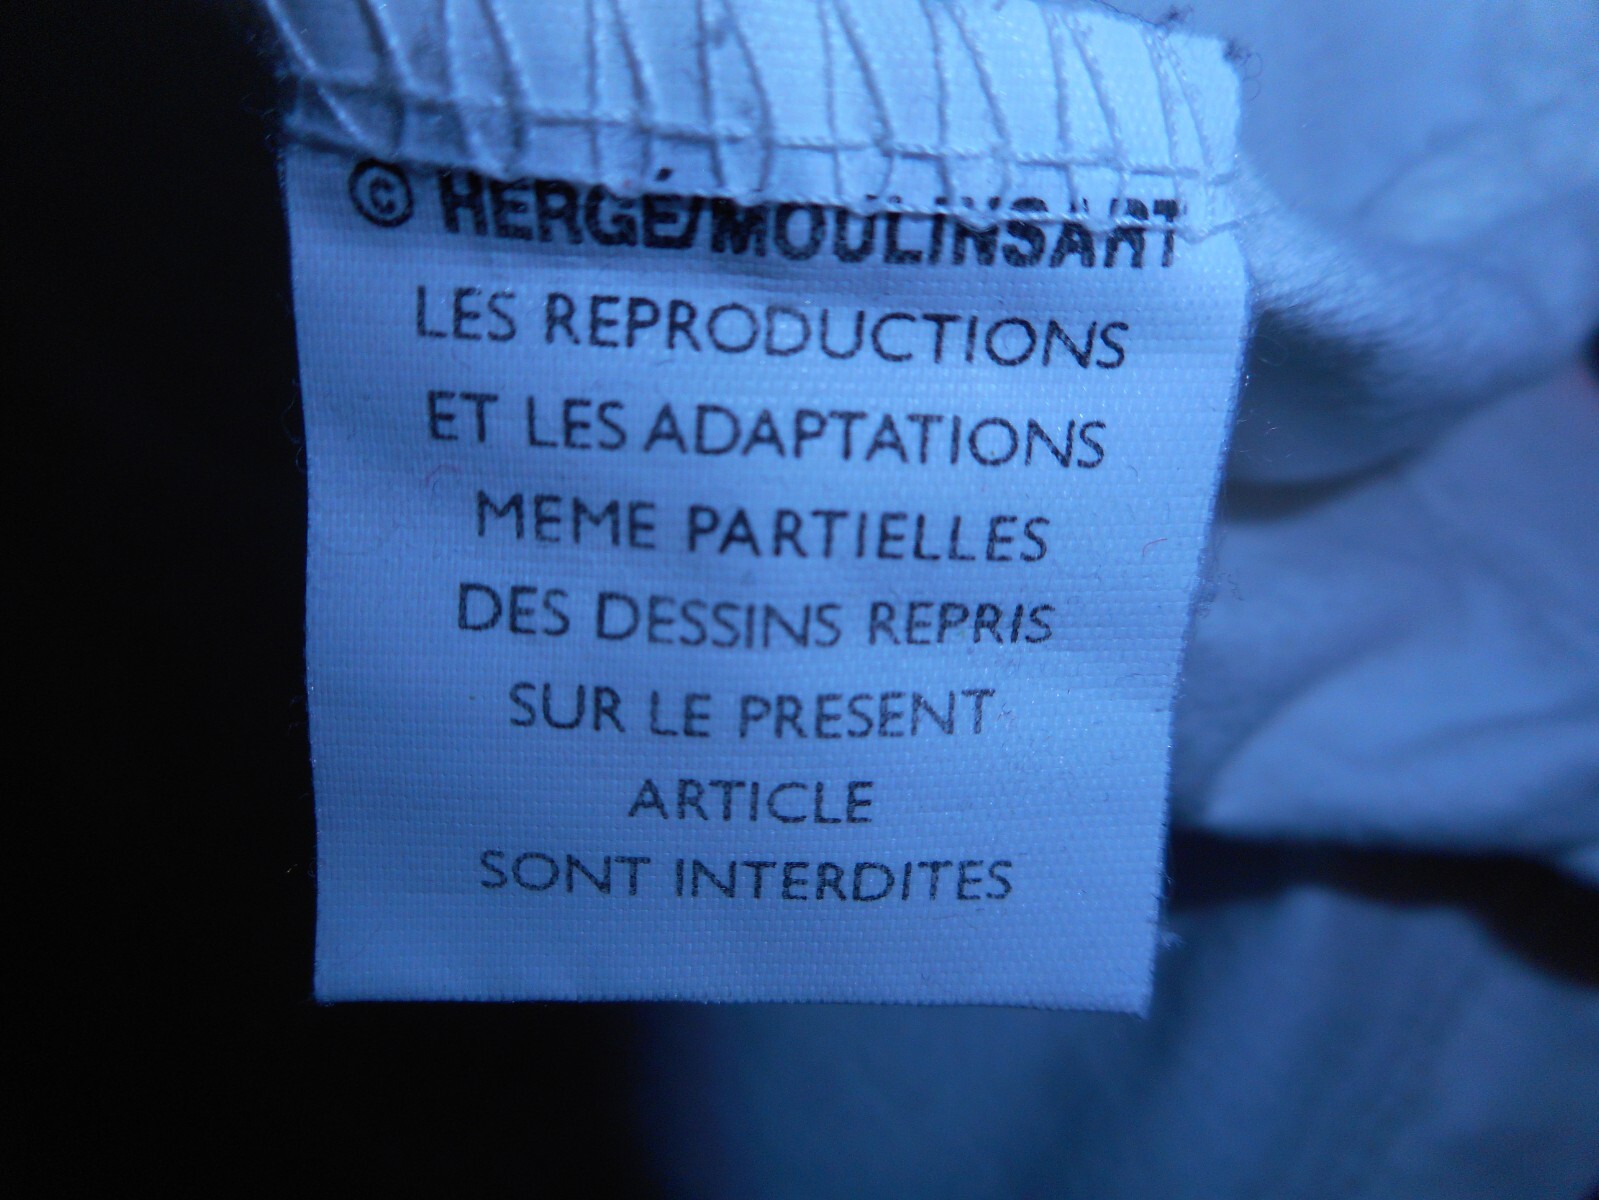 © HERGÉ/MOULINSART
LES REPRODUCTIONS
ET LES ADAPTATIONS
MEME PARTIELLES
DES DESSINS REPRIS
SUR LE PRESENT
ARTICLE
SONT INTERDITES